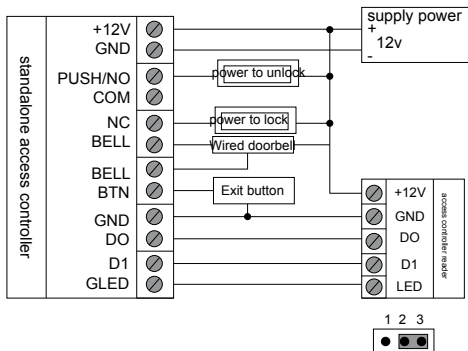 standalone access controller
+12V
GND
PUSH/NO
COM
NC
BELL
BELL
BTN
GND
DO
D1
GLED
power to unlock
power to lock
Wired doorbell
Exit button
supply power
+
12v
-
+12V
GND
DO
D1
LED
access controller reader
1 2 3